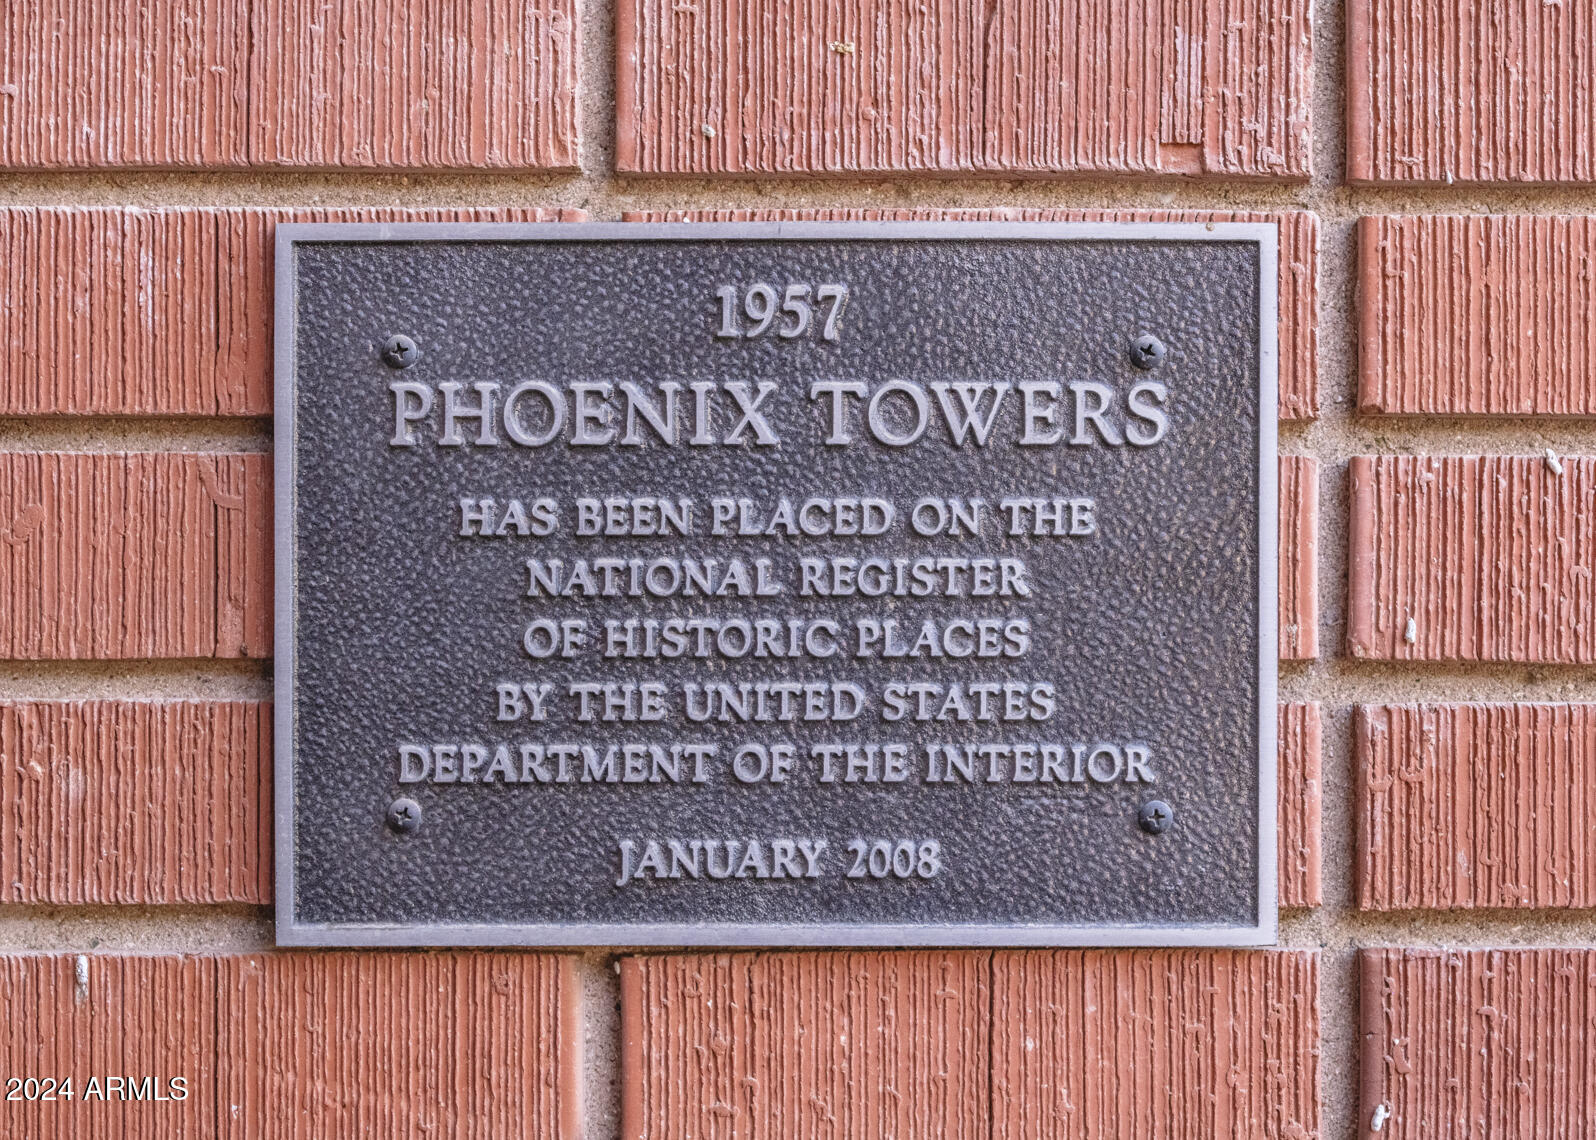 1957
PHOENIX TOWERS
HAS BEEN PLACED ON THE
NATIONAL REGISTER
OF HISTORIC PLACES
BY THE UNITED STATES
DEPARTMENT OF THE INTERIOR
JANUARY 2008
2024 ARMLS